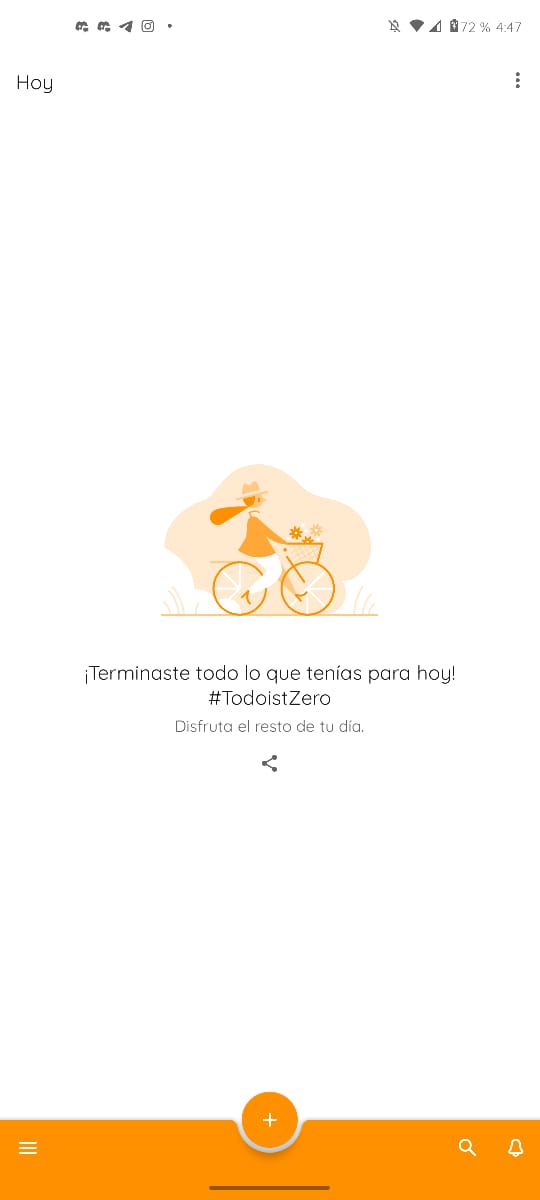 72 % 4:47
Hoy
¡Terminaste todo lo que tenías para hoy!
#TodoistZero
Disfruta el resto de tu día.